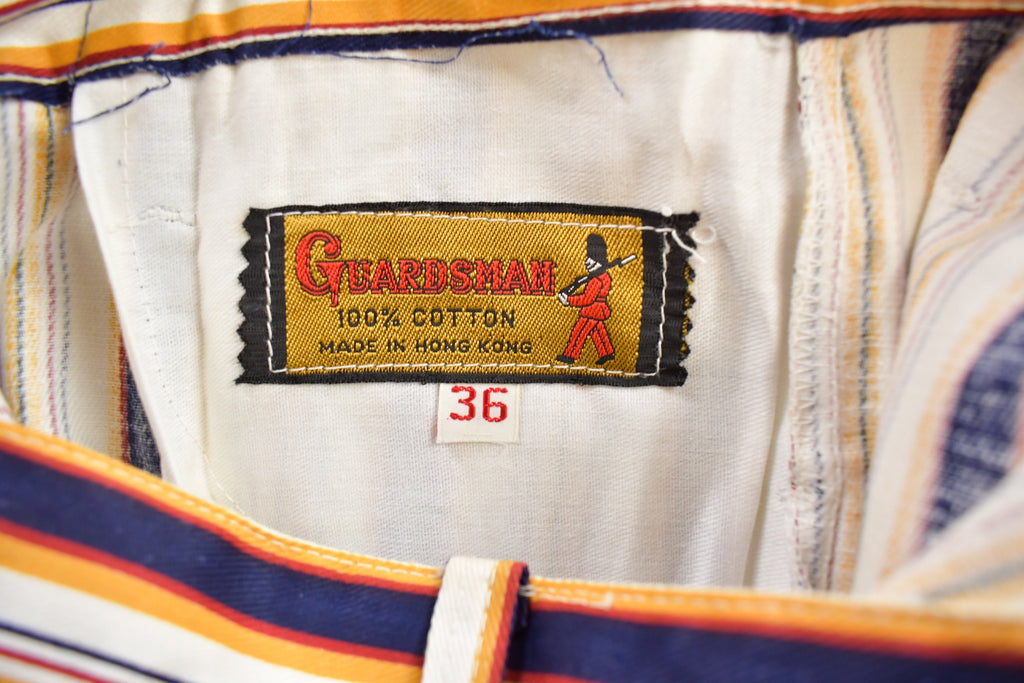 GUARDSMAN
100% COTTON
MADE IN HONG KONG
36